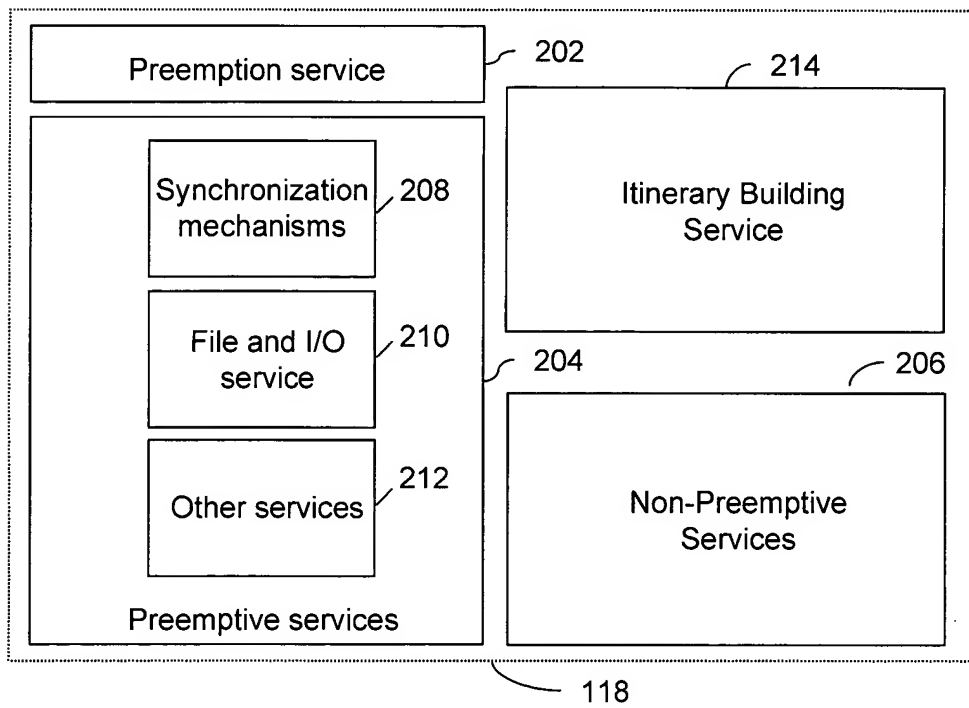 Preemption service
202
214
Synchronization
mechanisms
208
Itinerary Building
Service
File and I/O
service
210
204
206
Other services
212
Non-Preemptive
Services
Preemptive services
118